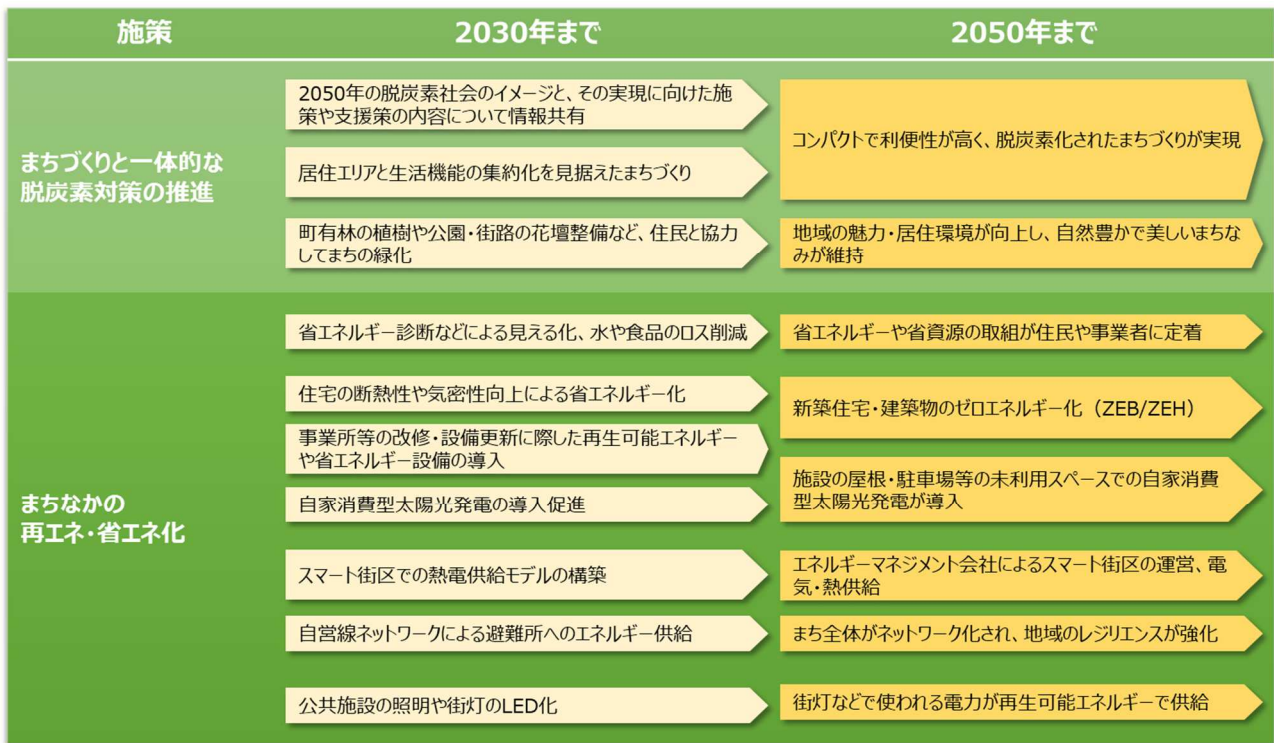 施策 2030年まで 2050年まで
まちづくりと一体的な
脱炭素対策の推進
2050年の脱炭素社会のイメージと、その実現に向けた施
策や支援策の内容について情報共有
居住エリアと生活機能の集約化を見据えたまちづくり
コンパクトで利便性が高く、脱炭素化されたまちづくりが実現
町有林の植樹や公園・街路の花壇整備など、住民と協力
してまちの緑化
地域の魅力・居住環境が向上し、自然豊かで美しいまちな
みが維持
まちなかの
再エネ・省エネ化
省エネルギー診断などによる見える化、水や食品のロス削減
省エネルギーや省資源の取組が住民や事業者に定着
住宅の断熱性や気密性向上による省エネルギー化
新築住宅・建築物のゼロエネルギー化（ZEB/ZEH）
事業所等の改修・設備更新に際した再生可能エネルギー
や省エネルギー設備の導入
自家消費型太陽光発電の導入促進
施設の屋根・駐車場等の未利用スペースでの自家消費
型太陽光発電が導入
スマート街区での熱電供給モデルの構築
エネルギーマネジメント会社によるスマート街区の運営、電
気・熱供給
自営線ネットワークによる避難所へのエネルギー供給
まち全体がネットワーク化され、地域のレジリエンスが強化
公共施設の照明や街灯のLED化
街灯などで使われる電力が再生可能エネルギーで供給